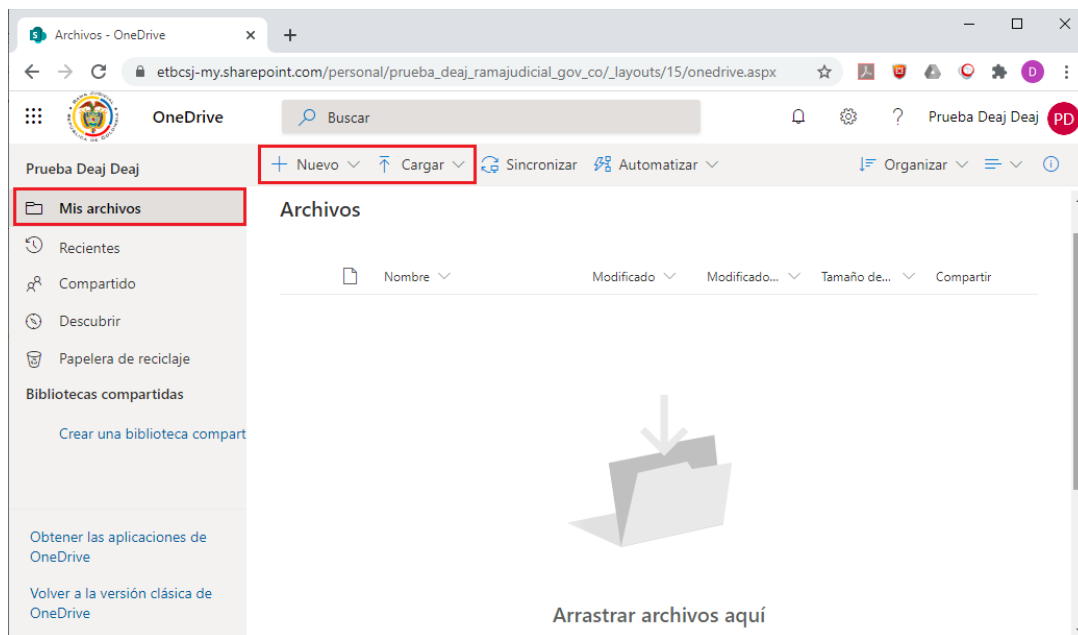 Archivos - OneDrive
etbcsj-my.sharepoint.com/personal/prueba_deaj_ramajudicial_gov_co/_layouts/15/onedrive.aspx
D
OneDrive
Buscar
Prueba Deaj Deaj
PD
Prueba Deaj Deaj
Nuevo
Cargar
Sincronizar
Automatizar
Organizar
Mis archivos
Recientes
Compartido
Descubrir
Papelera de reciclaje
Bibliotecas compartidas
Crear una biblioteca compart
Obtener las aplicaciones de
OneDrive
Volver a la versión clásica de
OneDrive
Archivos
Nombre
Modificado
Modificado...
Tamaño de...
Compartir
Arrastrar archivos aquí